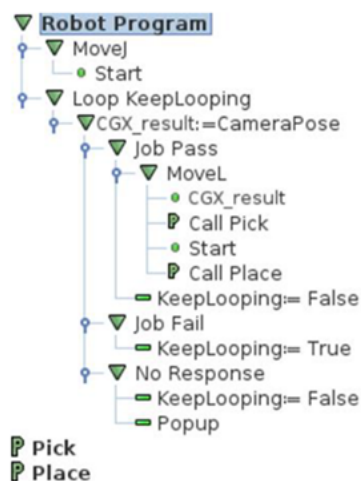 Robot Program
MoveJ
Start
Loop KeepLooping
CGX_result:=CameraPose
Job Pass
MoveL
CGX_result
Call Pick
Start
Call Place
KeepLooping:= False
Job Fail
KeepLooping:= True
No Response
KeepLooping:= False
Popup
P Pick
P Place